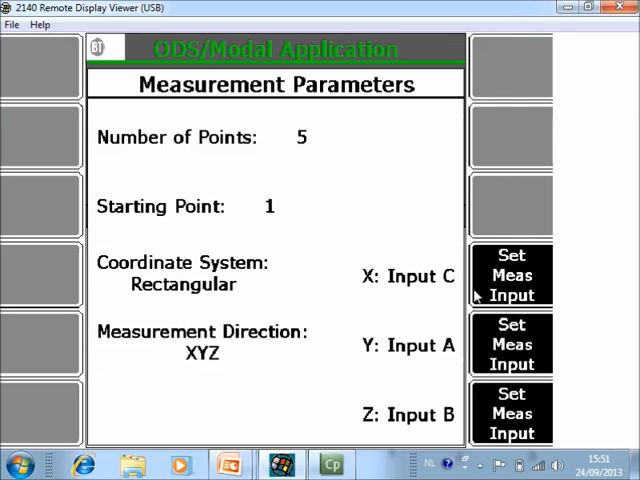 2140 Remote Display Viewer (USB)
File Help
BT
ODS/Modal Application
Measurement Parameters
Number of Points: 5
Starting Point: 1
Coordinate System:
Rectangular
X: Input C
Set
Meas
Input
Measurement Direction:
XYZ
Y: Input A
Set
Meas
Input
Z: Input B
Set
Meas
Input
Cp
NL
15:51
24/09/2013